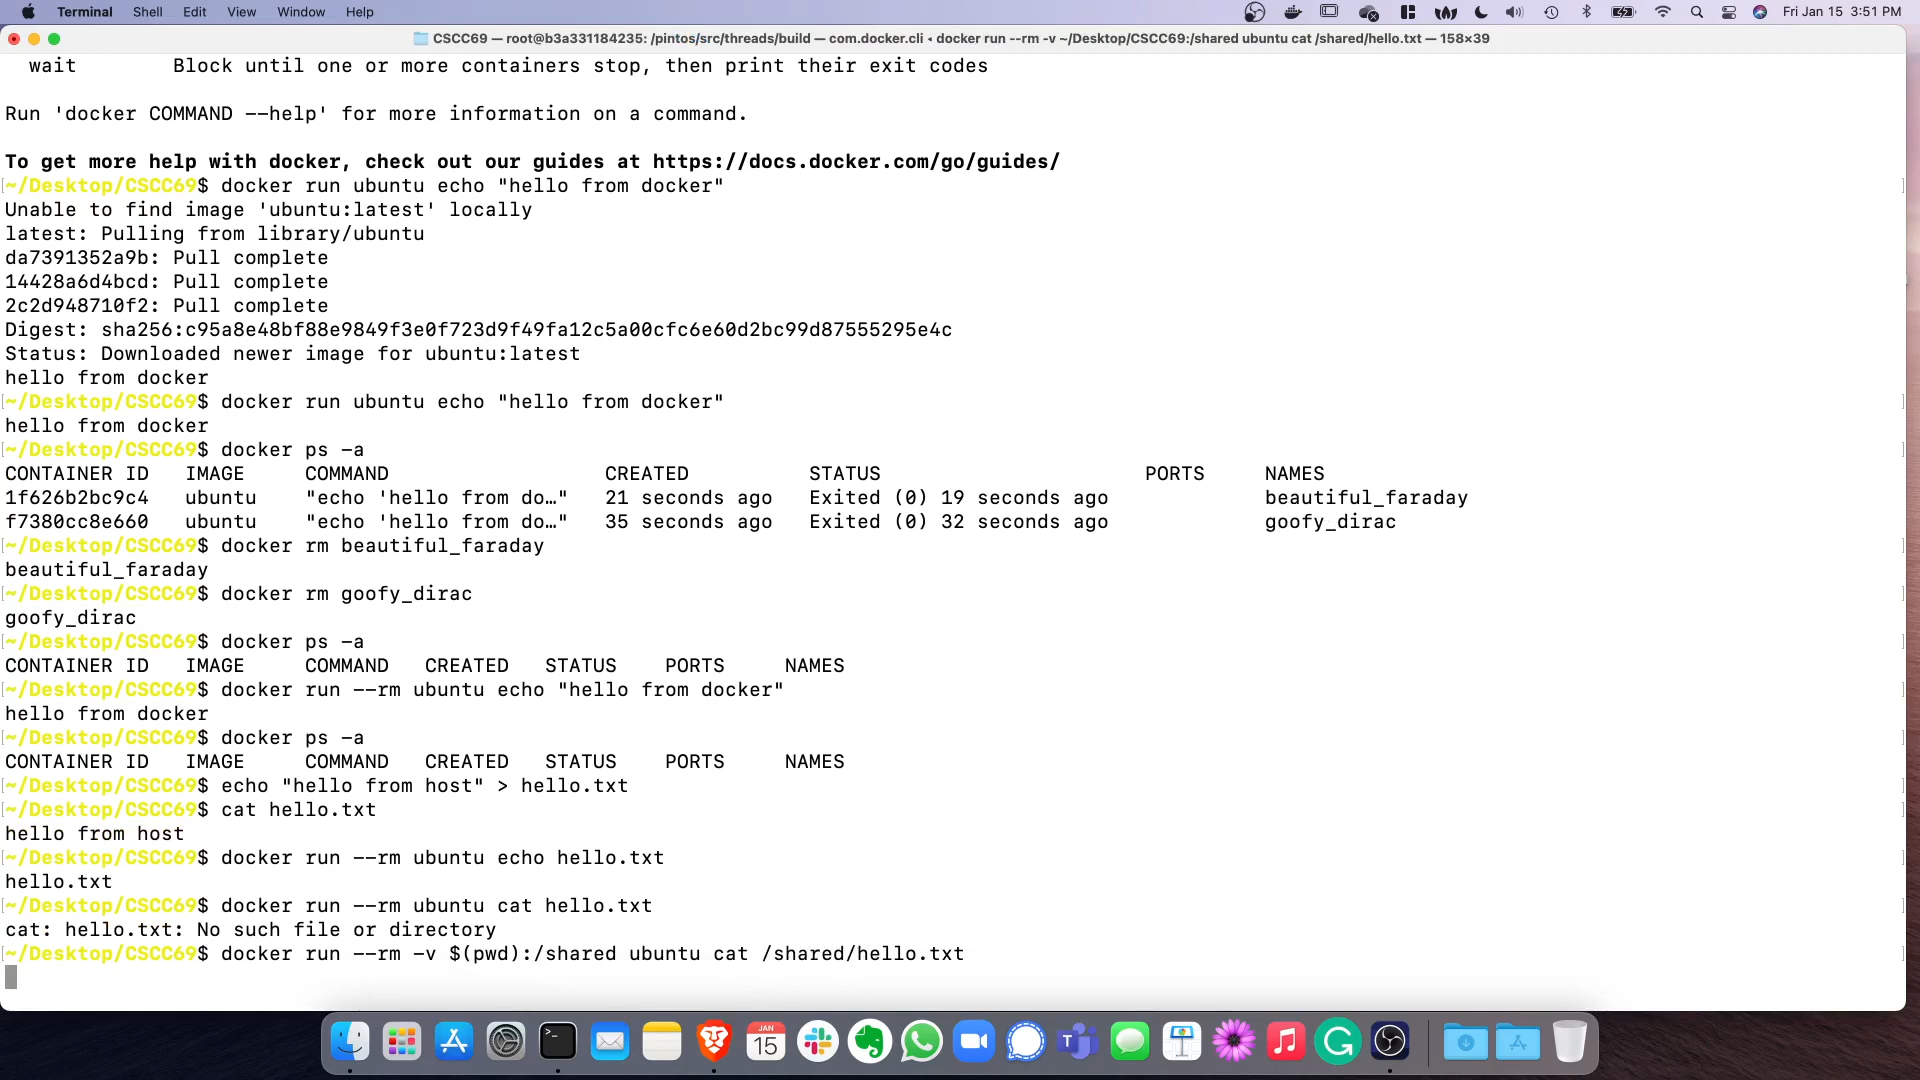 Terminal Shell Edit View Window Help Fri Jan 15 3:51 PM
CSCC69 — root@b3a331184235: /pintos/src/threads/build — com.docker.cli ◂ docker run --rm -v ~/Desktop/CSCC69:/shared ubuntu cat /shared/hello.txt — 158×39
wait Block until one or more containers stop, then print their exit codes
Run 'docker COMMAND --help' for more information on a command.
To get more help with docker, check out our guides at https://docs.docker.com/go/guides/
~/Desktop/CSCC69$ docker run ubuntu echo "hello from docker"
Unable to find image 'ubuntu:latest' locally
latest: Pulling from library/ubuntu
da7391352a9b: Pull complete
14428a6d4bcd: Pull complete
2c2d948710f2: Pull complete
Digest: sha256:c95a8e48bf88e9849f3e0f723d9f49fa12c5a00cfc6e60d2bc99d87555295e4c
Status: Downloaded newer image for ubuntu:latest
hello from docker
~/Desktop/CSCC69$ docker run ubuntu echo "hello from docker"
hello from docker
~/Desktop/CSCC69$ docker ps -a
CONTAINER ID IMAGE COMMAND CREATED STATUS PORTS NAMES
1f626b2bc9c4 ubuntu "echo 'hello from do…" 21 seconds ago Exited (0) 19 seconds ago beautiful_faraday
f7380cc8e660 ubuntu "echo 'hello from do…" 35 seconds ago Exited (0) 32 seconds ago goofy_dirac
~/Desktop/CSCC69$ docker rm beautiful_faraday
beautiful_faraday
~/Desktop/CSCC69$ docker rm goofy_dirac
goofy_dirac
~/Desktop/CSCC69$ docker ps -a
CONTAINER ID IMAGE COMMAND CREATED STATUS PORTS NAMES
~/Desktop/CSCC69$ docker run --rm ubuntu echo "hello from docker"
hello from docker
~/Desktop/CSCC69$ docker ps -a
CONTAINER ID IMAGE COMMAND CREATED STATUS PORTS NAMES
~/Desktop/CSCC69$ echo "hello from host" > hello.txt
~/Desktop/CSCC69$ cat hello.txt
hello from host
~/Desktop/CSCC69$ docker run --rm ubuntu echo hello.txt
hello.txt
~/Desktop/CSCC69$ docker run --rm ubuntu cat hello.txt
cat: hello.txt: No such file or directory
~/Desktop/CSCC69$ docker run --rm -v $(pwd):/shared ubuntu cat /shared/hello.txt
JAN
15